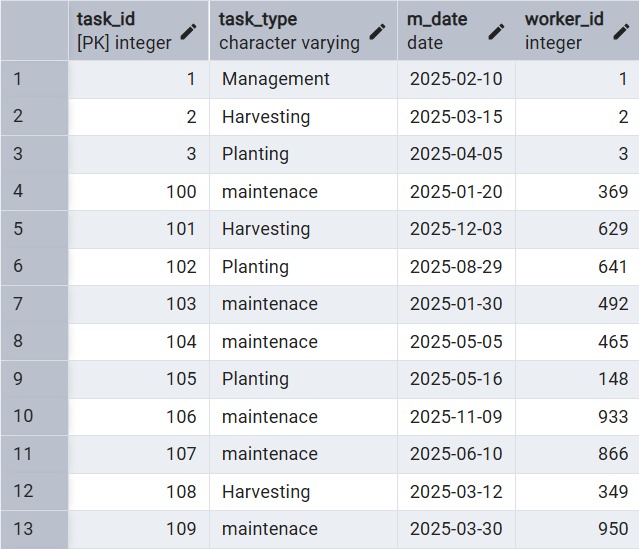 task_id task_type m_date worker_id
[PK] integer character varying date integer
1 1 Management 2025-02-10 1
2 2 Harvesting 2025-03-15 2
3 3 Planting 2025-04-05 3
4 100 maintenace 2025-01-20 369
5 101 Harvesting 2025-12-03 629
6 102 Planting 2025-08-29 641
7 103 maintenace 2025-01-30 492
8 104 maintenace 2025-05-05 465
9 105 Planting 2025-05-16 148
10 106 maintenace 2025-11-09 933
11 107 maintenace 2025-06-10 866
12 108 Harvesting 2025-03-12 349
13 109 maintenace 2025-03-30 950